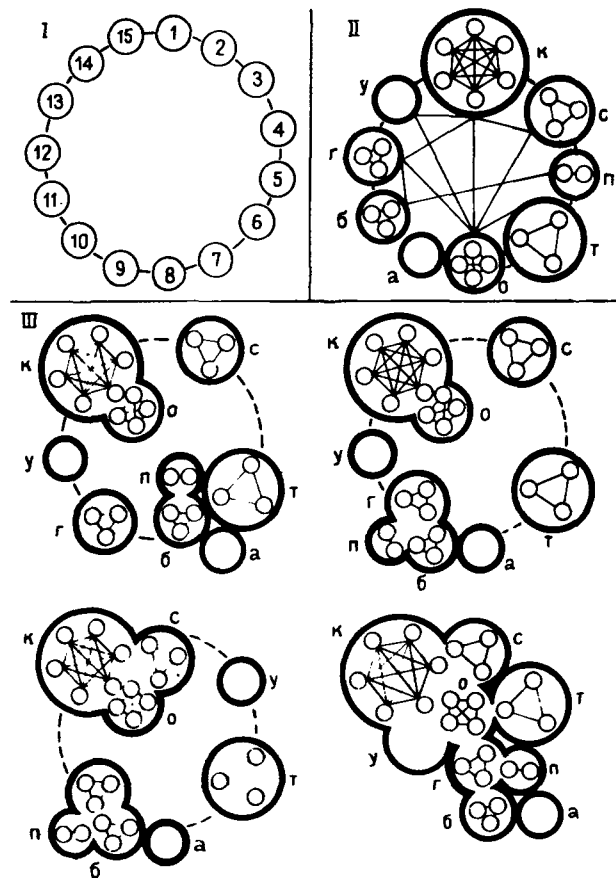 I
15 1 2 3 4 5 6 7 8 9 10 11 12 13 14
II
к
у
с
г
п
б
т
а
о
III
к
с
о
у
п
т
г
б
а
к
с
о
у
г
п
т
б
а
к
с
у
о
т
п
б
а
к
с
о
т
у
г
п
б
а